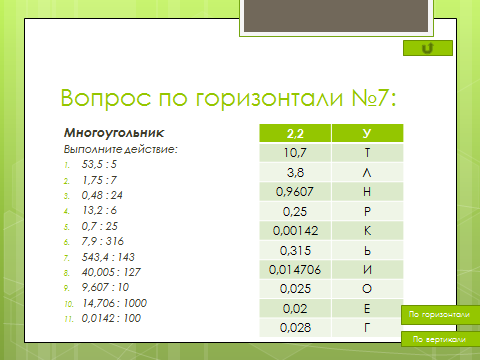 Вопрос по горизонтали №7:
Многоугольник
Выполните действие:
1. 53,5 : 5
2. 1,75 : 7
3. 0,48 : 24
4. 13,2 : 6
5. 0,7 : 25
6. 7,9 : 316
7. 543,4 : 143
8. 40,005 : 127
9. 9,607 : 10
10. 14,706 : 1000
11. 0,0142 : 100
2,2 У
10,7 Т
3,8 Л
0,9607 Н
0,25 Р
0,00142 К
0,315 Ь
0,014706 И
0,025 О
0,02 Е
0,028 Г
По горизонтали
По вертикали